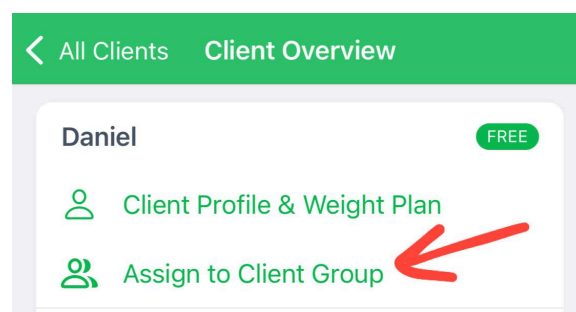 All Clients Client Overview
Daniel FREE
Client Profile & Weight Plan
Assign to Client Group